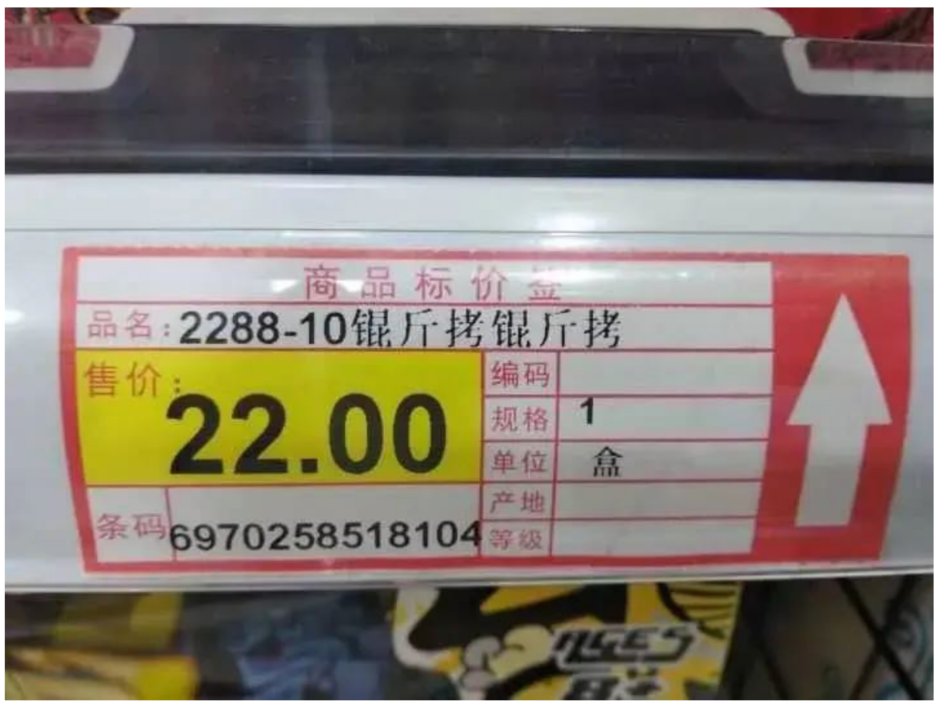 商品标价签
品名:2288-10锟斤拷锟斤拷
售价:
22.00
编码
规格 1
单位 盒
产地
条码 6970258518104
等级